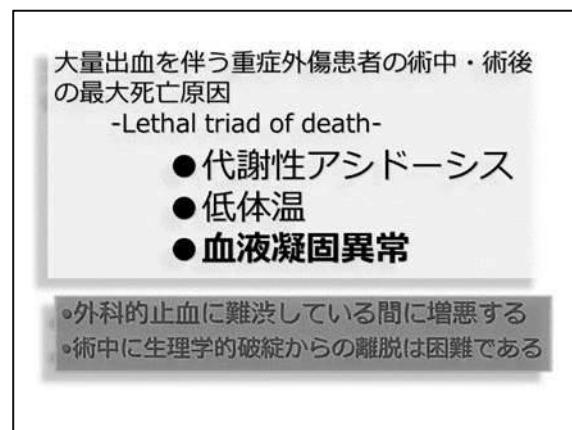 大量出血を伴う重症外傷患者の術中・術後
の最大死亡原因
-Lethal triad of death-
●代謝性アシドーシス
●低体温
●血液凝固異常
•外科的止血に難渋している間に増悪する
•術中に生理学的破綻からの離脱は困難である